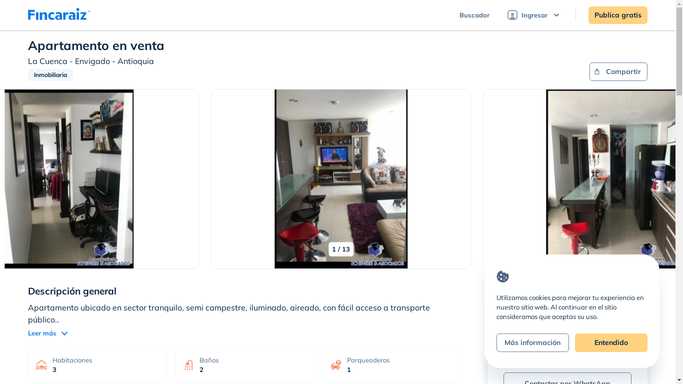 Fincaraiz
Buscador
Ingresar
Publica gratis
Apartamento en venta
La Cuenca - Envigado - Antioquia
Inmobiliaria
Compartir
1 / 13
Descripción general
Apartamento ubicado en sector tranquilo, semi campestre, iluminado, aireado, con fácil acceso a transporte
público..
Leer más
Habitaciones
3
Baños
2
Parqueaderos
1
Utilizamos cookies para mejorar tu experiencia en
nuestro sitio web. Al continuar en el sitio
consideramos que aceptas su uso.
Más información
Entendido
Contactar por WhatsApp